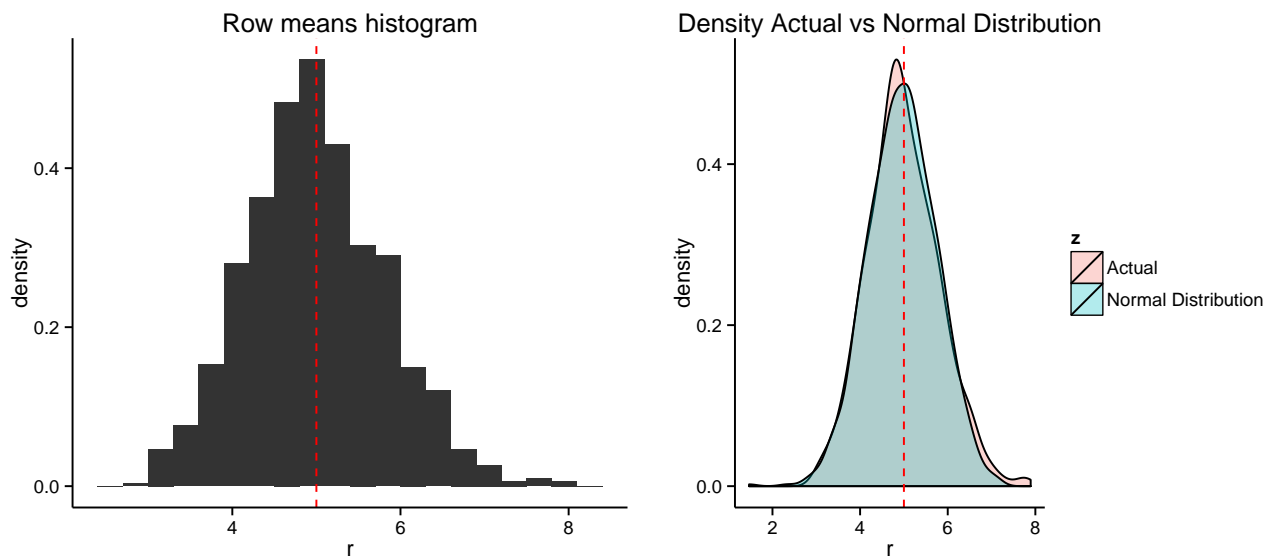 Row means histogram
density
0.4
0.2
0.0
4
6
8
r
Density Actual vs Normal Distribution
density
0.4
0.2
0.0
2
4
6
8
r
z
Actual
Normal Distribution